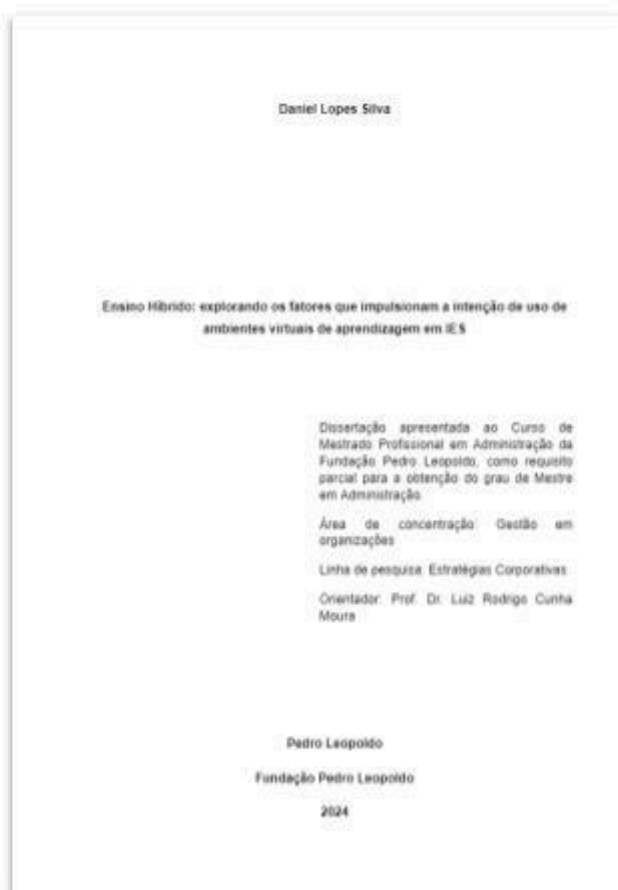 Daniel Lopes Silva
Ensino Híbrido: explorando os fatores que impulsionam a intenção de uso de
ambientes virtuais de aprendizagem em IES
Dissertação apresentada ao Curso de
Mestrado Profissional em Administração da
Fundação Pedro Leopoldo, como requisito
parcial para a obtenção do grau de Mestre
em Administração.
Área de concentração: Gestão em
organizações
Linha de pesquisa: Estratégias Corporativas
Orientador: Prof. Dr. Luiz Rodrigo Cunha
Moura
Pedro Leopoldo
Fundação Pedro Leopoldo
2024